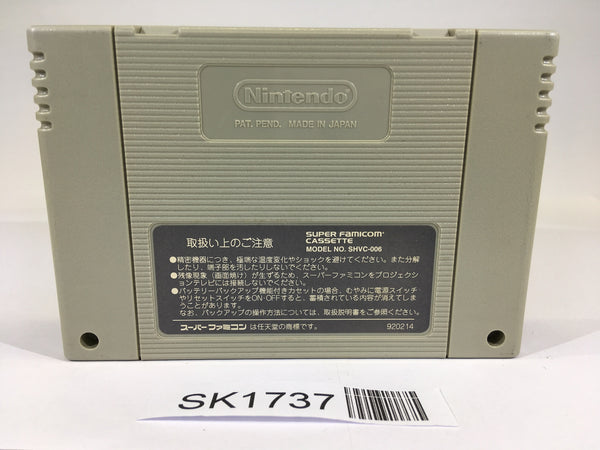 Nintendo
PAT. PEND. MADE IN JAPAN
取扱い上のご注意
SUPER FAMICOM
CASSETTE
MODEL NO. SHVC-006
●精密機器につき、極端な温度変化やショックを避けてください。また分解
したり、端子部を汚したりしないでください。
●残像現象（画面焼け）が生ずるため、スーパーファミコンをプロジェクシ
ョンテレビには接続しないでください。
●バッテリーバックアップ機能付きカセットの場合、むやみに電源スイッチ
やリセットスイッチをON-OFFすると、蓄積されている内容が消えてしま
うことがあります。
なお、バックアップの操作方法については、取扱説明書をご参照ください。
スーパーファミコン は任天堂の商標です。
920214
SK1737